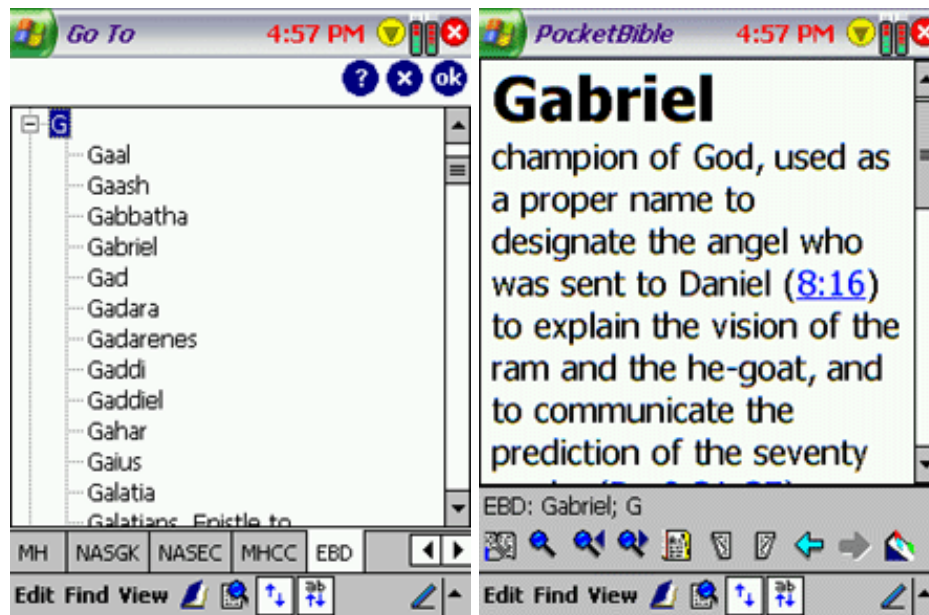 Go To 4:57 PM
? ok
G
Gaal
Gaash
Gabbatha
Gabriel
Gad
Gadara
Gadarenes
Gaddi
Gaddiel
Gahar
Gaius
Galatia
Galatians, Epistle to
MH NASGK NASEC MHCC EBD
Edit Find View ab
PocketBible 4:57 PM
Gabriel
champion of God, used as
a proper name to
designate the angel who
was sent to Daniel (8:16)
to explain the vision of the
ram and the he-goat, and
to communicate the
prediction of the seventy
EBD: Gabriel; G
Edit Find View ab